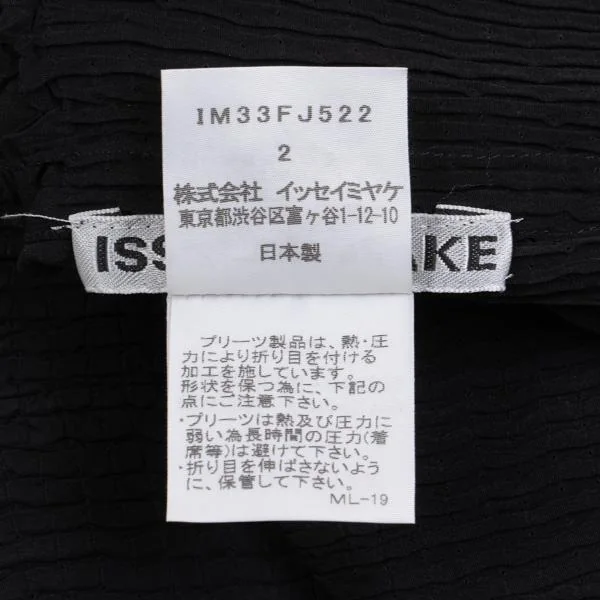 IM33FJ522
2
株式会社 イッセイミヤケ
東京都渋谷区富ヶ谷1-12-10
日本製
ISS AKE
プリーツ製品は、熱・圧
力により折り目を付ける
加工を施しています。
形状を保つ為に、下記の
点にご注意下さい。
・プリーツは熱及び圧力に
弱い為長時間の圧力(着
席等)は避けて下さい。
・折り目を伸ばさないよう
に、保管して下さい。
ML-19